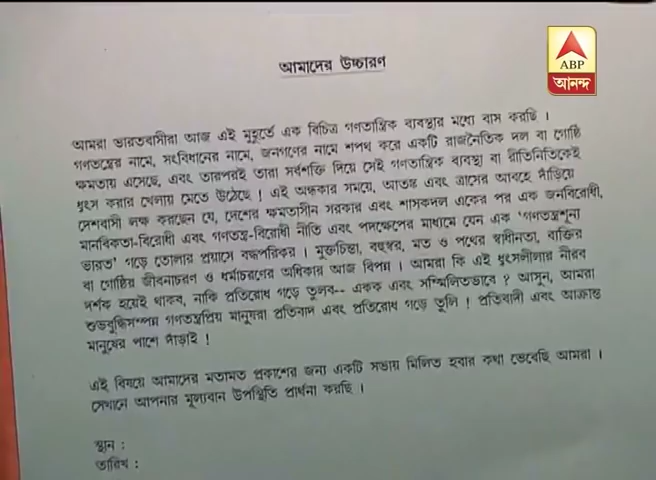 ABP
আনন্দ
আমাদের উচ্চারণ
আমরা ভারতবাসীরা আজ এই মুহূর্তে এক বিচিত্র গণতান্ত্রিক ব্যবস্থার মধ্যে বাস করছি ।
গণতন্ত্রের নামে, সংবিধানের নামে, জনগণের নামে শপথ করে একটি রাজনৈতিক দল বা গোষ্ঠি
ক্ষমতায় এসেছে, এবং তারপরই তারা সর্বশক্তি দিয়ে সেই গণতান্ত্রিক ব্যবস্থা বা রীতিনিতিকেই
ধ্বংস করার খেলায় মেতে উঠেছে ! এই অন্ধকার সময়ে, আতঙ্ক এবং ত্রাসের আবহে দাঁড়িয়ে
দেশবাসী লক্ষ করছেন যে, দেশের ক্ষমতাসীন সরকার এবং শাসকদল একের পর এক জনবিরোধী,
মানবিকতা-বিরোধী এবং গণতন্ত্র-বিরোধী নীতি এবং পদক্ষেপের মাধ্যমে যেন এক 'গণতন্ত্রশূন্য
ভারত' গড়ে তোলার প্রয়াসে বদ্ধপরিকর । মুক্তচিন্তা, বহুস্বর, মত ও পথের স্বাধীনতা, ব্যক্তির
বা গোষ্ঠির জীবনাচরণ ও ধর্মাচরণের অধিকার আজ বিপন্ন । আমরা কি এই ধ্বংসলীলার নীরব
দর্শক হয়েই থাকব, নাকি প্রতিরোধ গড়ে তুলব-- একক এবং সম্মিলিতভাবে ? আসুন, আমরা
শুভবুদ্ধিসম্পন্ন গণতন্ত্রপ্রিয় মানুষরা প্রতিবাদ এবং প্রতিরোধ গড়ে তুলি ! প্রতিবাদী এবং আক্রান্ত
মানুষের পাশে দাঁড়াই !
এই বিষয়ে আমাদের মতামত প্রকাশের জন্য একটি সভায় মিলিত হবার কথা ভেবেছি আমরা ।
সেখানে আপনার মূল্যবান উপস্থিতি প্রার্থনা করছি ।
স্থান :
তারিখ :